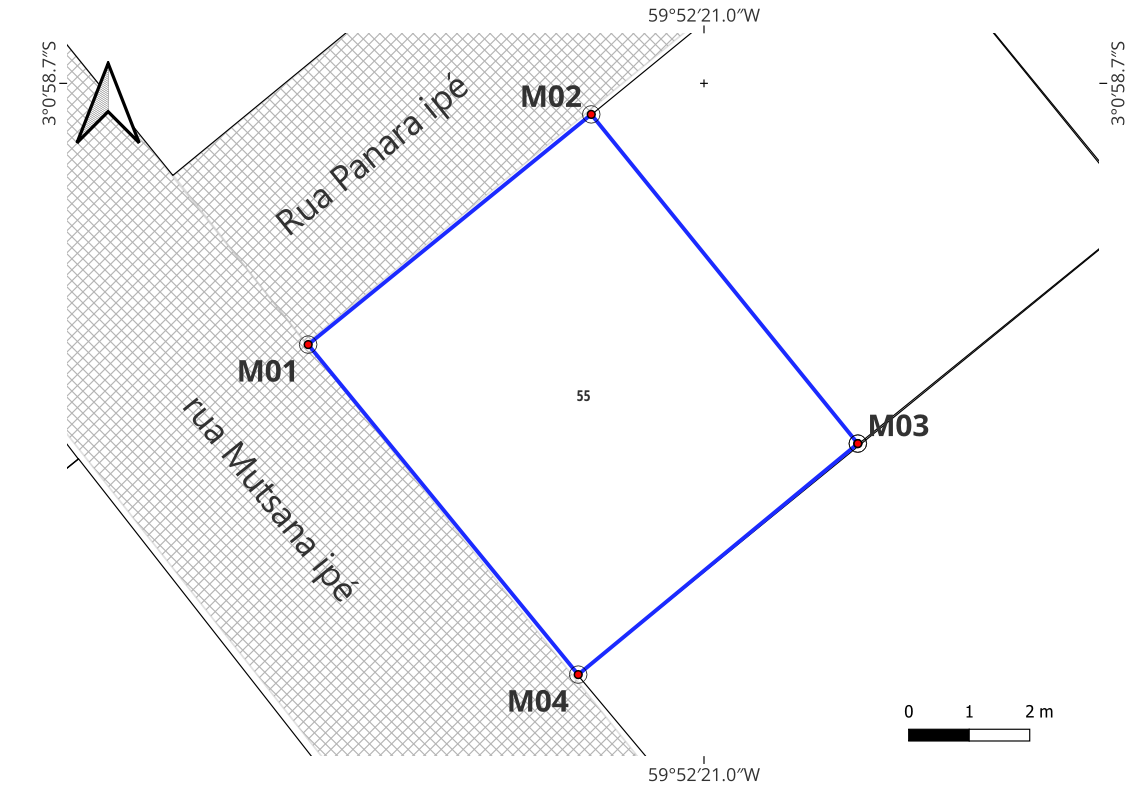 59°52′21.0″W
3°0′58.7″S
3°0′58.7″S
M02
Rua Panara ipé
M01
55
rua Mutsana ipé
M03
M04
0 1 2 m
59°52′21.0″W